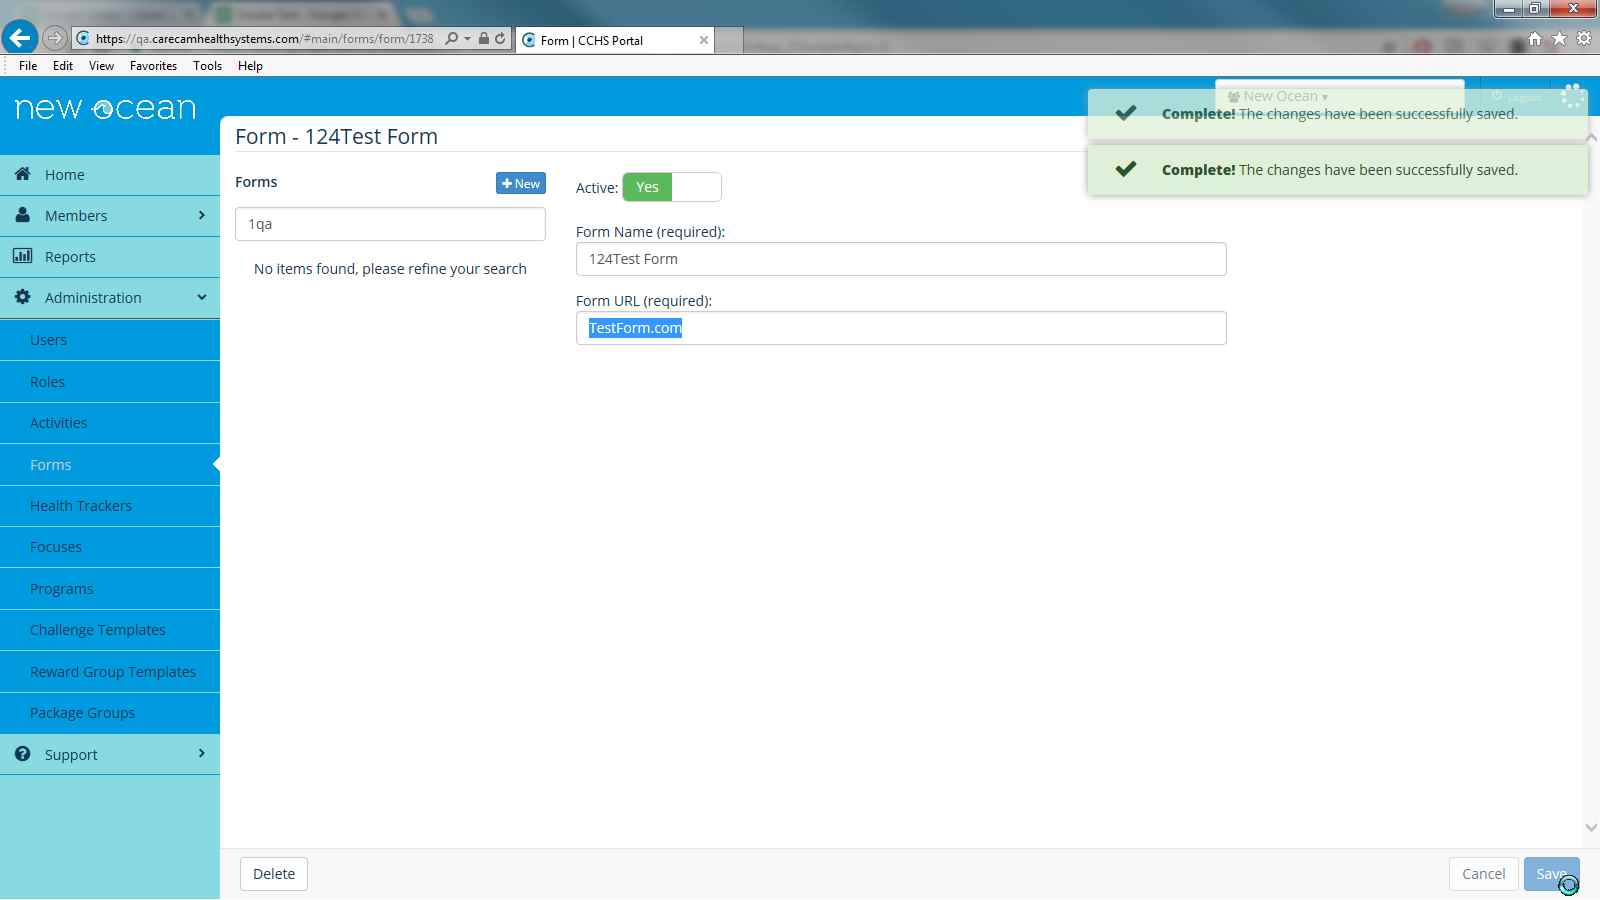 https://qa.carecamhealthsystems.com/#main/forms/form/1738
Form | CCHS Portal
File Edit View Favorites Tools Help
new ocean
New Ocean
Logout
Complete! The changes have been successfully saved.
Complete! The changes have been successfully saved.
Form - 124Test Form
Home
Members
Reports
Administration
Users
Roles
Activities
Forms
Health Trackers
Focuses
Programs
Challenge Templates
Reward Group Templates
Package Groups
Support
Forms
+ New
1qa
No items found, please refine your search
Active: Yes
Form Name (required):
124Test Form
Form URL (required):
TestForm.com
Delete
Cancel
Save